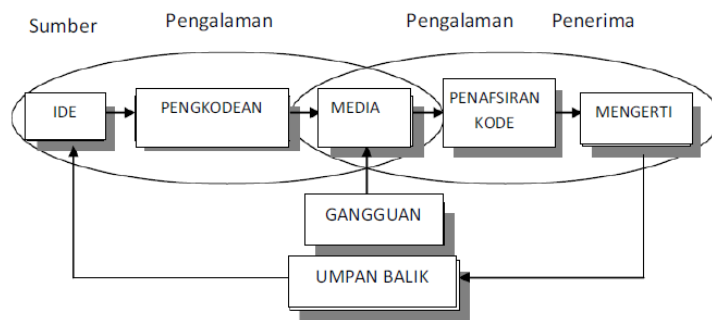 Sumber Pengalaman Pengalaman Penerima
IDE
PENGKODEAN
MEDIA
PENAFSIRAN
KODE
MENGERTI
GANGGUAN
UMPAN BALIK